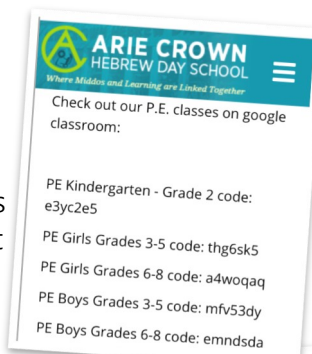 ARIE CROWN
HEBREW DAY SCHOOL
Where Middos and Learning are Linked Together
Check out our P.E. classes on google
classroom:
PE Kindergarten - Grade 2 code:
e3yc2e5
PE Girls Grades 3-5 code: thg6sk5
PE Girls Grades 6-8 code: a4woqaq
PE Boys Grades 3-5 code: mfv53dy
PE Boys Grades 6-8 code: emndsda